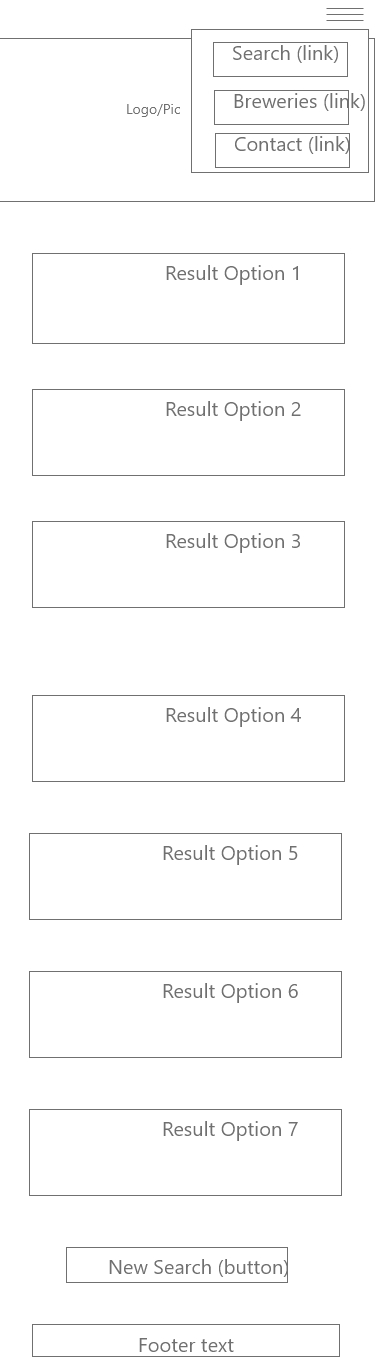 Search (link)
Breweries (link)
Logo/Pic
Contact (link)
Result Option 1
Result Option 2
Result Option 3
Result Option 4
Result Option 5
Result Option 6
Result Option 7
New Search (button)
Footer text